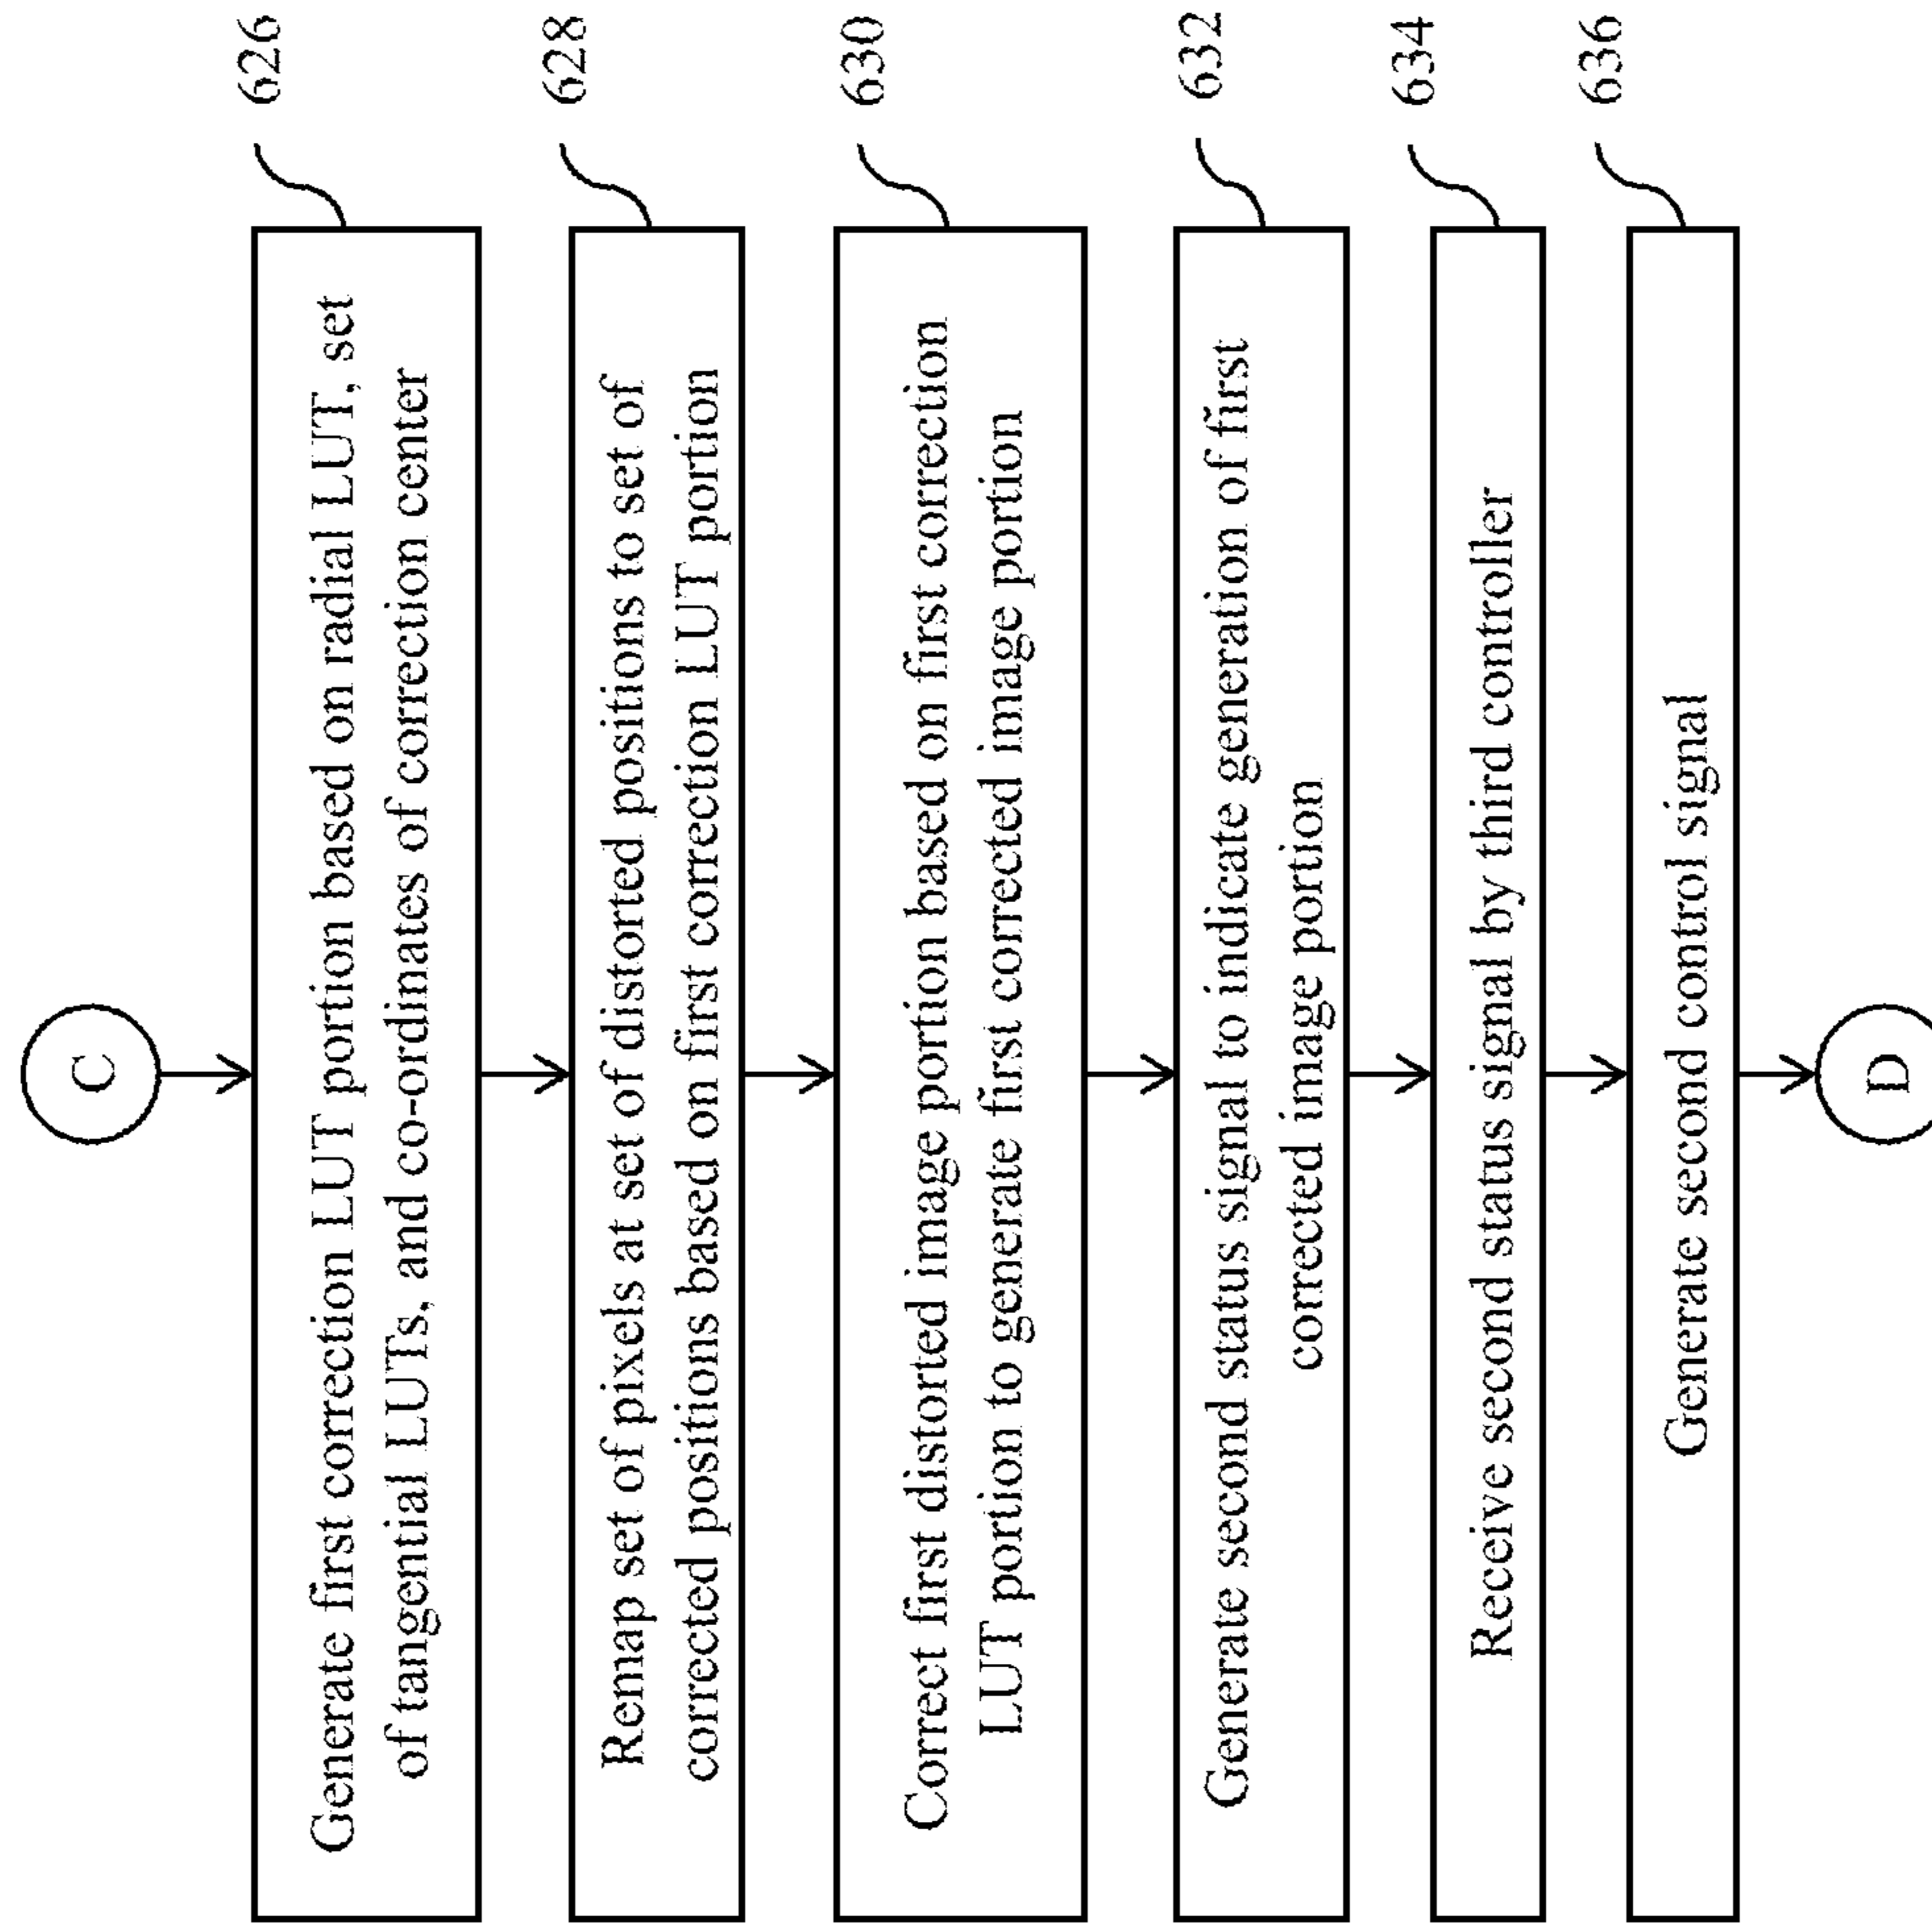 C
626
Generate first correction LUT portion based on radial LUT, set
of tangential LUTs, and co-ordinates of correction center
628
Remap set of pixels at set of distorted positions to set of
corrected positions based on first correction LUT portion
630
Correct first distorted image portion based on first correction
LUT portion to generate first corrected image portion
632
Generate second status signal to indicate generation of first
corrected image portion
634
Receive second status signal by third controller
636
Generate second control signal
D